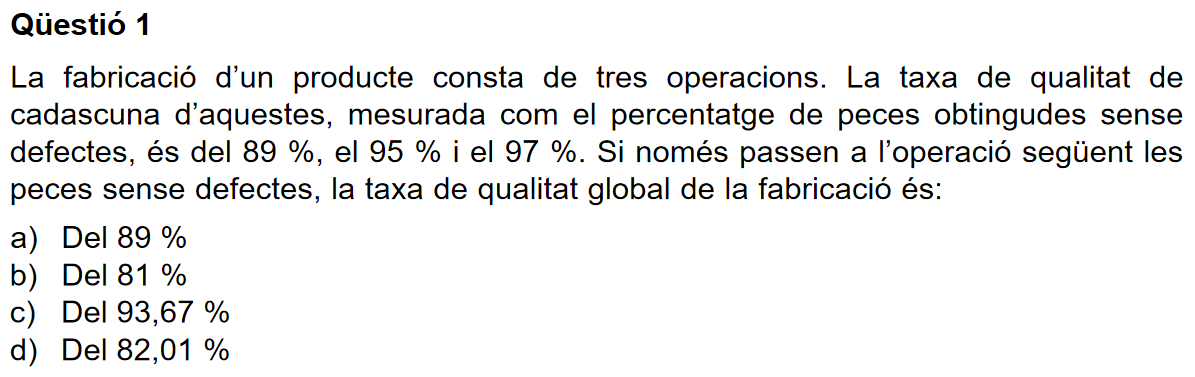 Qüestió 1
La fabricació d’un producte consta de tres operacions. La taxa de qualitat de
cadascuna d’aquestes, mesurada com el percentatge de peces obtingudes sense
defectes, és del 89 %, el 95 % i el 97 %. Si només passen a l’operació següent les
peces sense defectes, la taxa de qualitat global de la fabricació és:
a) Del 89 %
b) Del 81 %
c) Del 93,67 %
d) Del 82,01 %